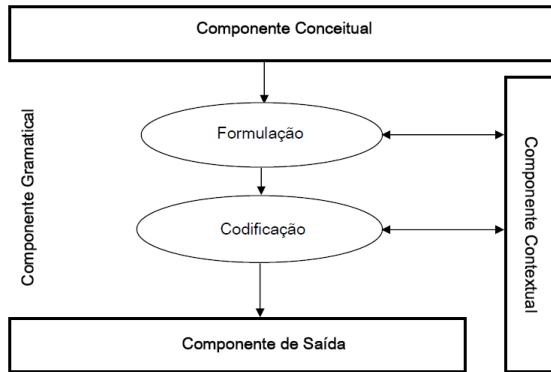 Componente Conceitual
Formulação
Componente Gramatical
Componente Contextual
Codificação
Componente de Saída